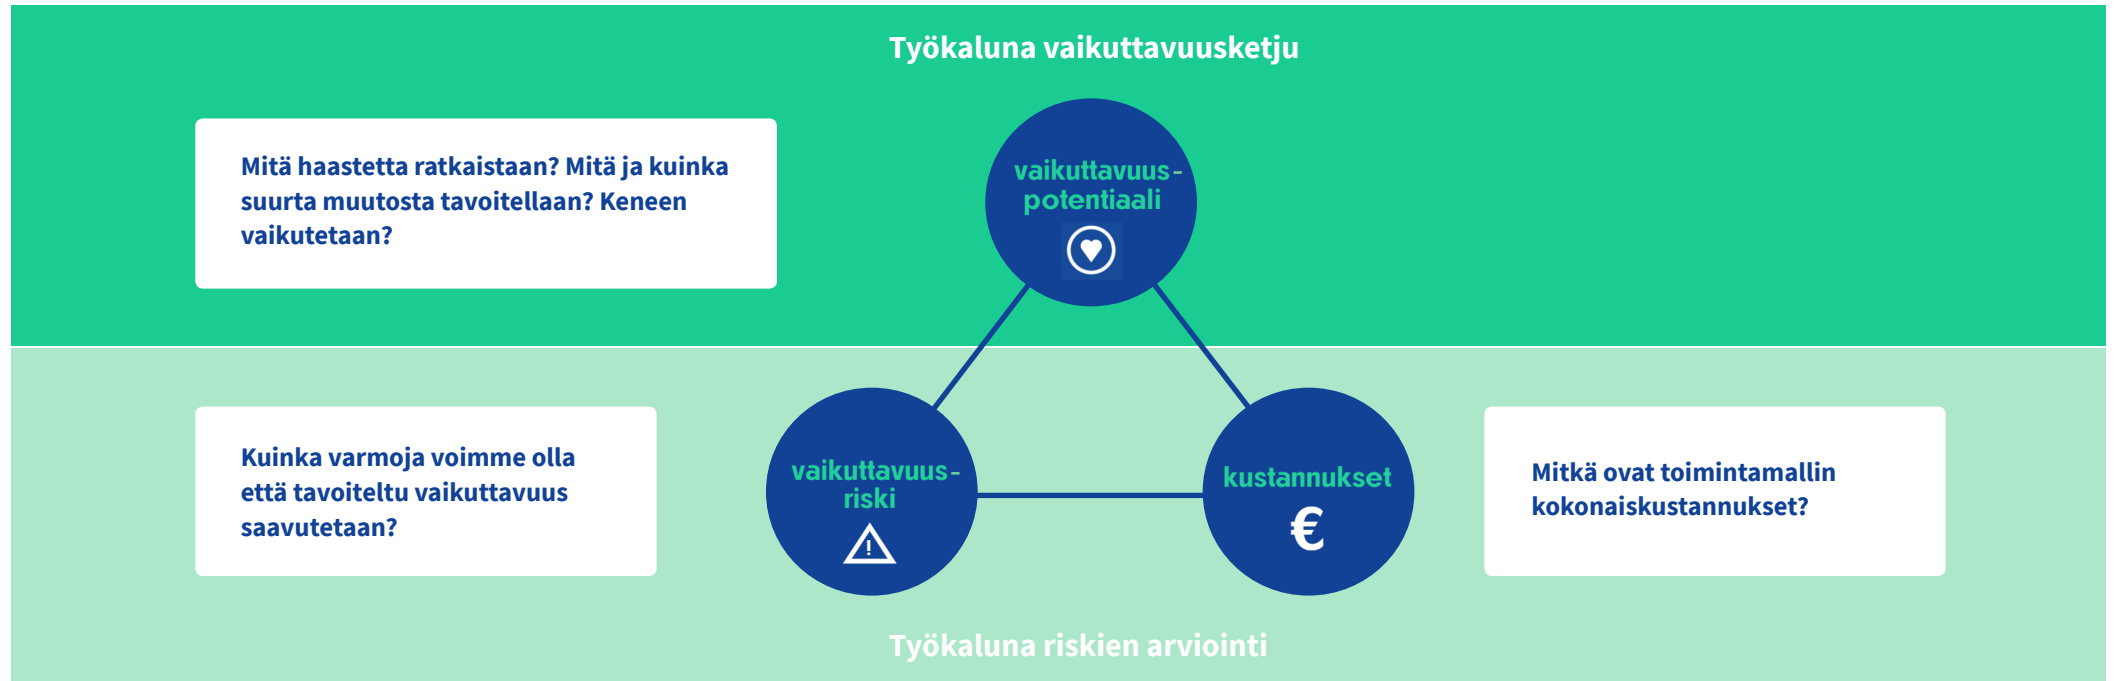 Työkaluna vaikuttavuusketju
Mitä haastetta ratkaistaan? Mitä ja kuinka
suurta muutosta tavoitellaan? Keneen
vaikutetaan?
vaikuttavuus-
potentiaali
Kuinka varmoja voimme olla
että tavoiteltu vaikuttavuus
saavutetaan?
vaikuttavuus-
riski
!
kustannukset
€
Mitkä ovat toimintamallin
kokonaiskustannukset?
Työkaluna riskien arviointi